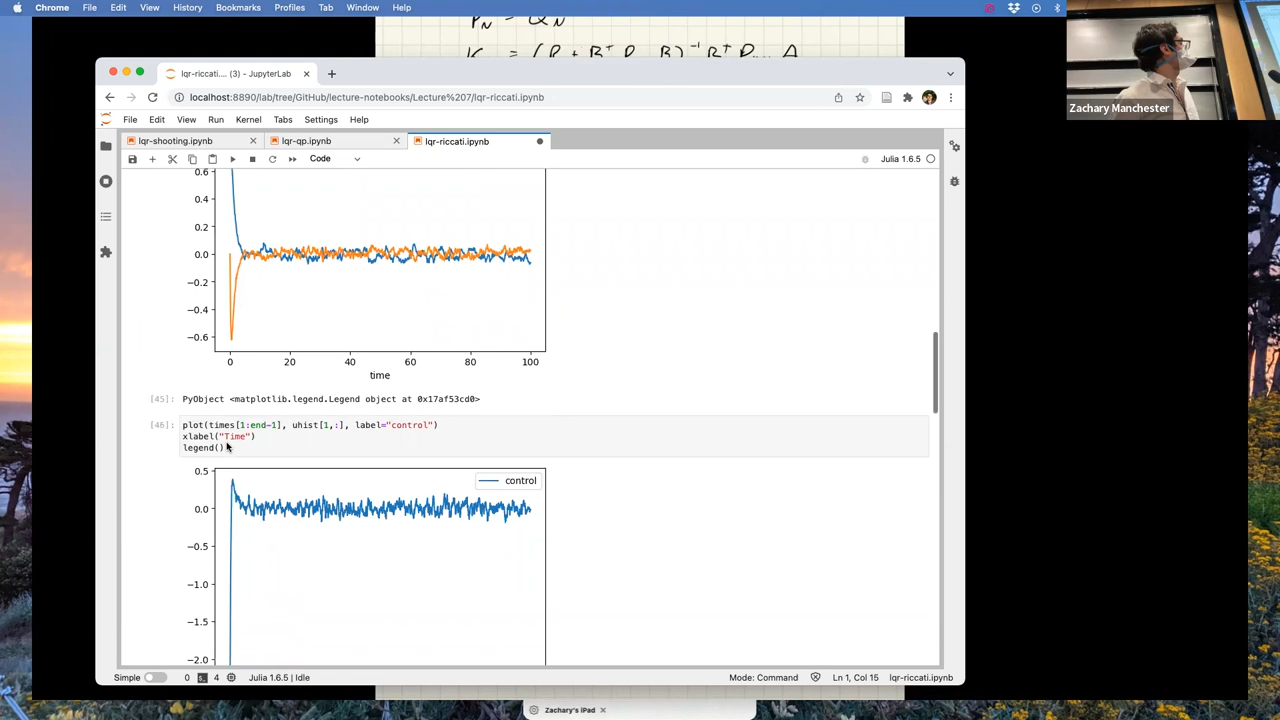 Chrome File Edit View History Bookmarks Profiles Tab Window Help
Zachary Manchester
lqr-riccati.... (3) - JupyterLab
localhost:8890/lab/tree/GitHub/lecture-notebooks/Lecture%207/lqr-riccati.ipynb
File Edit View Run Kernel Tabs Settings Help
lqr-shooting.ipynb
lqr-qp.ipynb
lqr-riccati.ipynb
Code
Julia 1.6.5
0.6
0.4
0.2
0.0
−0.2
−0.4
−0.6
0 20 40 60 80 100
time
[45]: PyObject <matplotlib.legend.Legend object at 0x17af53cd0>
[46]: plot(times[1:end-1], uhist[1,:], label="control")
xlabel("Time")
legend()
control
0.5
0.0
−0.5
−1.0
−1.5
−2.0
Simple 0 4 Julia 1.6.5 | Idle Mode: Command Ln 1, Col 15 lqr-riccati.ipynb
Zachary's iPad